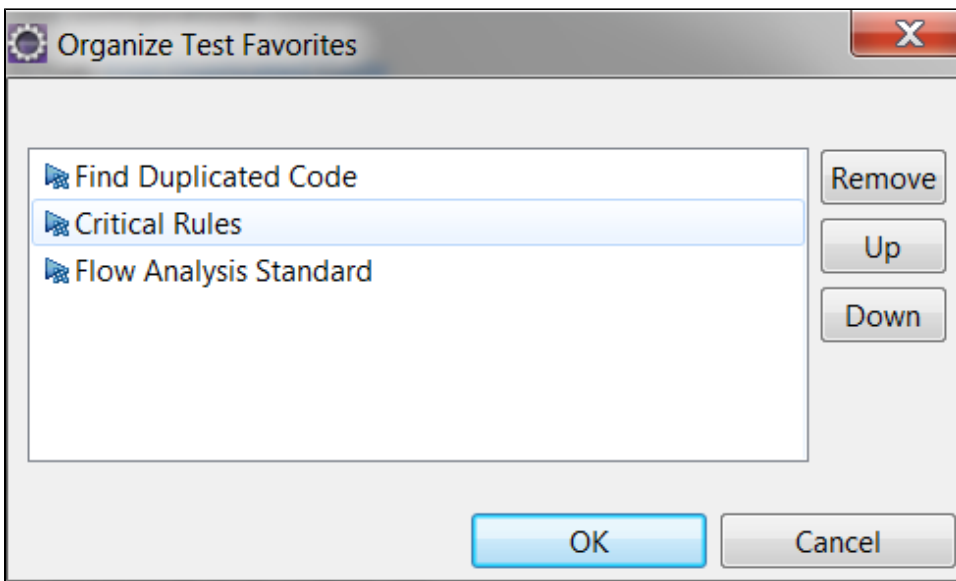 Organize Test Favorites
Find Duplicated Code
Critical Rules
Flow Analysis Standard
Remove
Up
Down
OK
Cancel